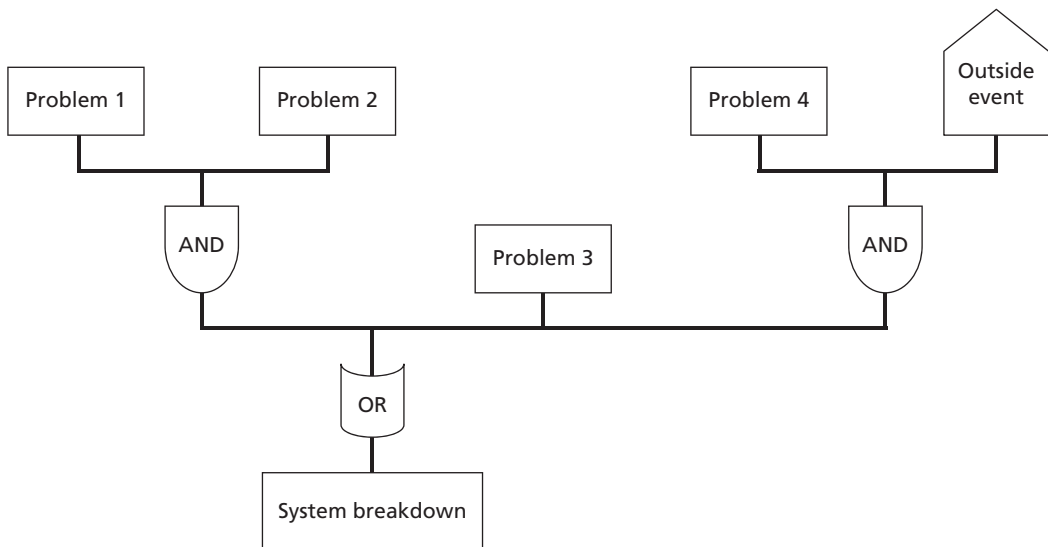 Problem 1
Problem 2
Problem 4
Outside
event
AND
AND
Problem 3
OR
System breakdown